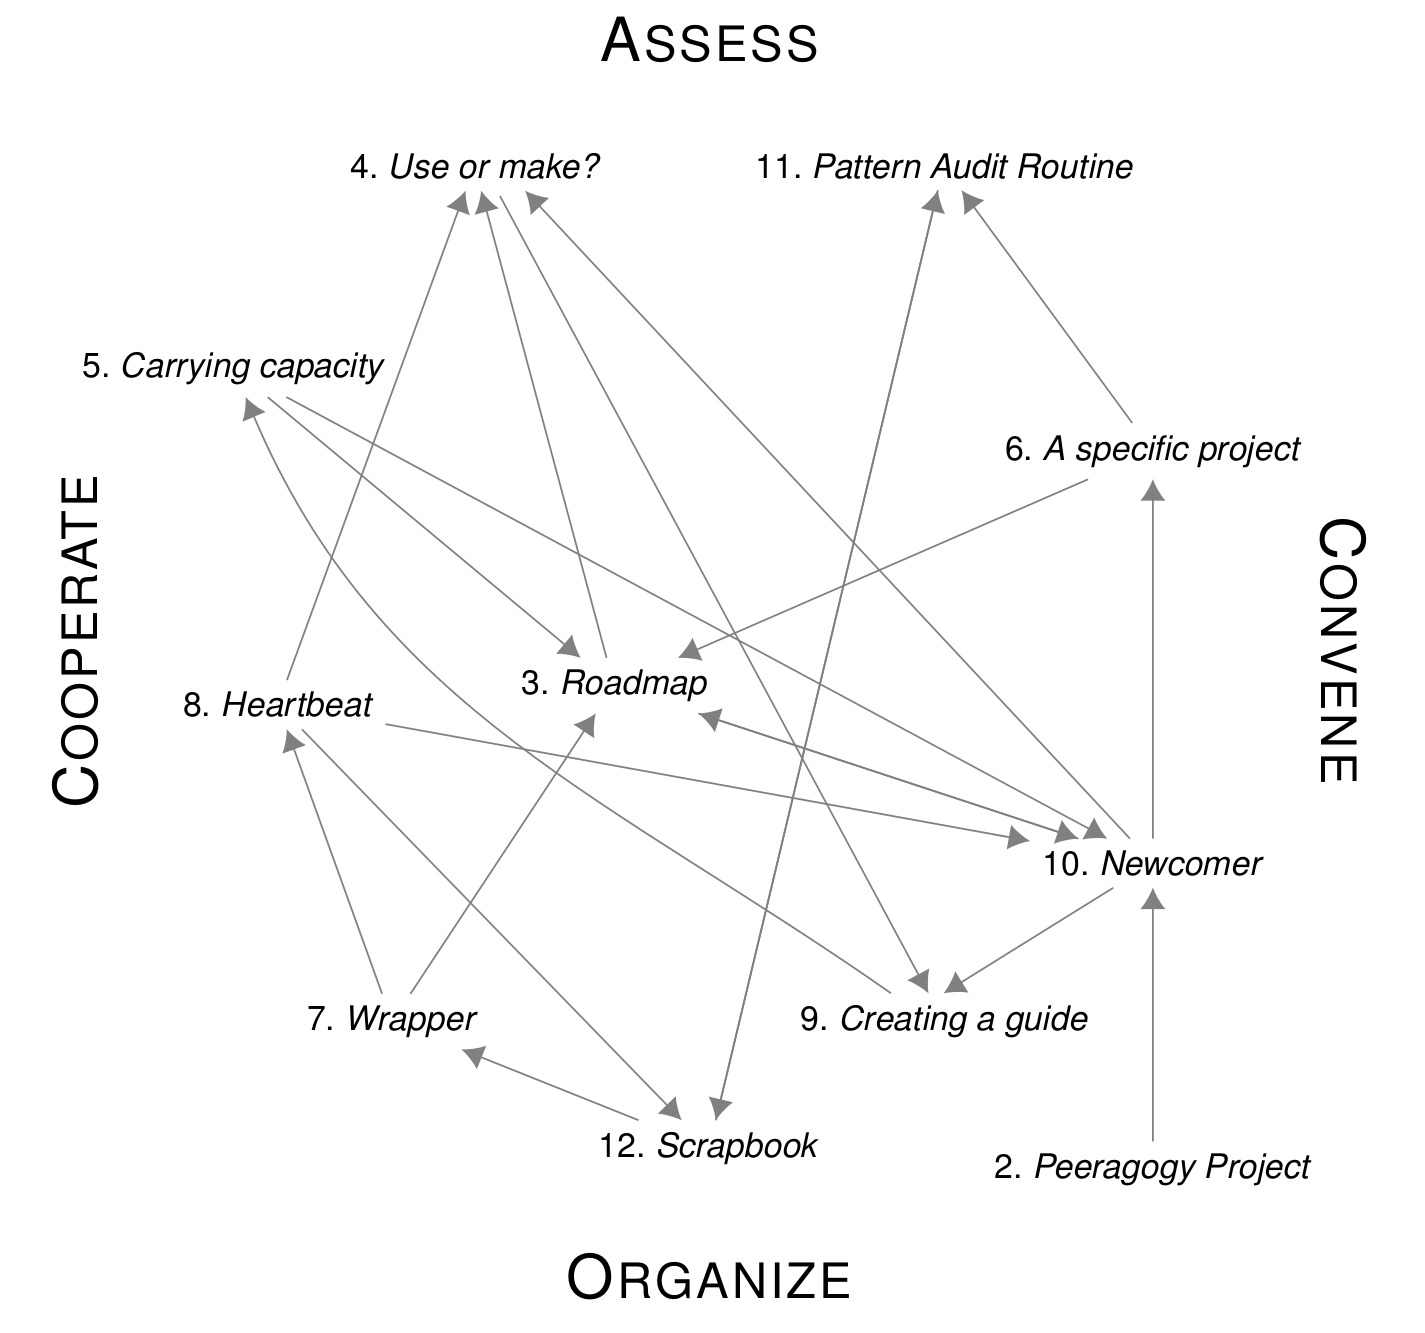 ASSESS
4. Use or make?
11. Pattern Audit Routine
5. Carrying capacity
6. A specific project
COOPERATE
CONVENE
3. Roadmap
8. Heartbeat
10. Newcomer
7. Wrapper
9. Creating a guide
12. Scrapbook
2. Peeragogy Project
ORGANIZE